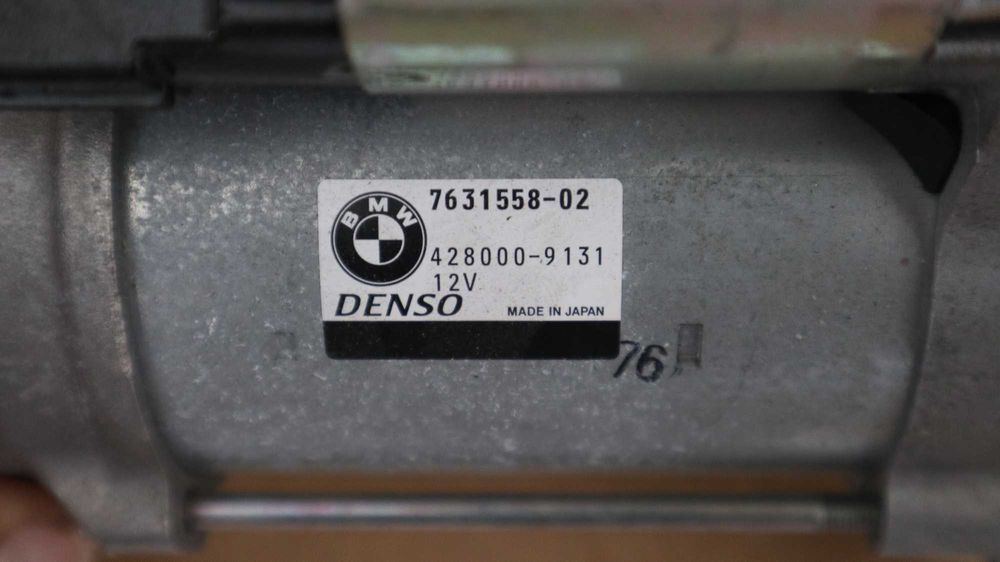 BMW
7631558-02
428000-9131
12V
DENSO
MADE IN JAPAN
76